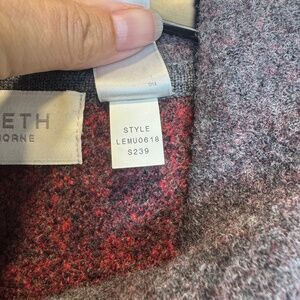 ETH
ORNE
STYLE
LEMU0618
S239